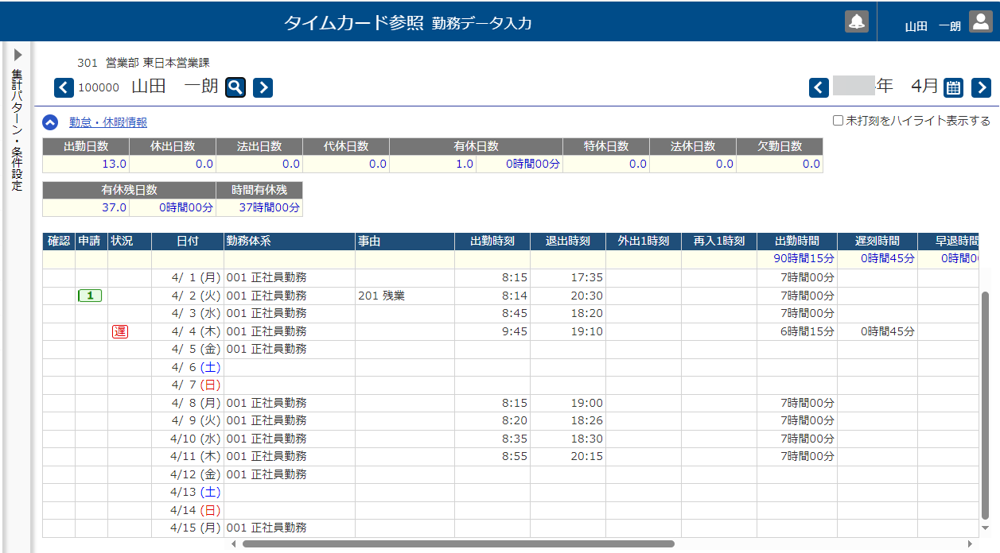 タイムカード参照 勤務データ入力
山田 一朗
集計パターン・条件設定
301 営業部 東日本営業課
100000 山田 一朗
年 4月
勤怠・休暇情報
未打刻をハイライト表示する
出勤日数 休出日数 法出日数 代休日数 有休日数 特休日数 法休日数 欠勤日数
13.0 0.0 0.0 0.0 1.0 0時間00分 0.0 0.0 0.0
有休残日数 時間有休残
37.0 0時間00分 37時間00分
確認 申請 状況 日付 勤務体系 事由 出勤時刻 退出時刻 外出1時刻 再入1時刻 出勤時間 遅刻時間 早退時間
90時間15分 0時間45分 0時間0
4/ 1 (月) 001 正社員勤務 8:15 17:35 7時間00分
1 4/ 2 (火) 001 正社員勤務 201 残業 8:14 20:30 7時間00分
4/ 3 (水) 001 正社員勤務 8:45 18:20 7時間00分
遅 4/ 4 (木) 001 正社員勤務 9:45 19:10 6時間15分 0時間45分
4/ 5 (金) 001 正社員勤務
4/ 6 (土)
4/ 7 (日)
4/ 8 (月) 001 正社員勤務 8:15 19:00 7時間00分
4/ 9 (火) 001 正社員勤務 8:20 18:26 7時間00分
4/10 (水) 001 正社員勤務 8:35 18:30 7時間00分
4/11 (木) 001 正社員勤務 8:55 20:15 7時間00分
4/12 (金) 001 正社員勤務
4/13 (土)
4/14 (日)
4/15 (月) 001 正社員勤務